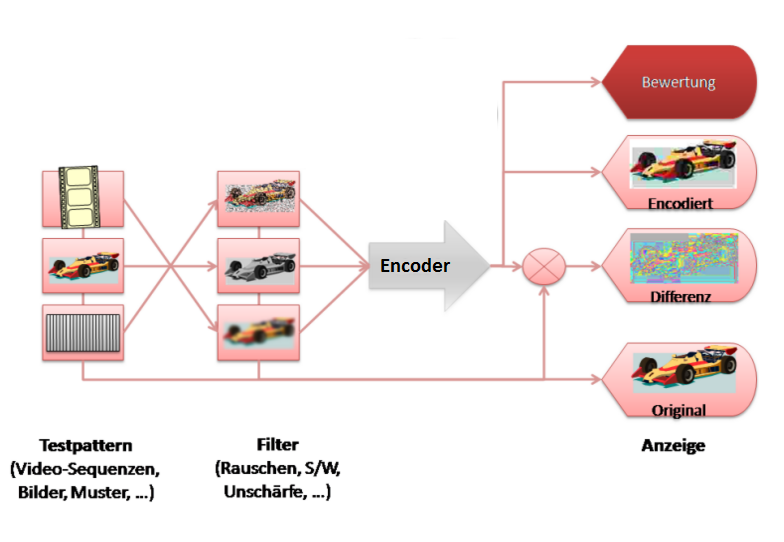 Bewertung
Encodiert
Encoder
Differenz
Original
Testpattern
(Video-Sequenzen,
Bilder, Muster, ...)
Filter
(Rauschen, S/W,
Unschärfe, ...)
Anzeige